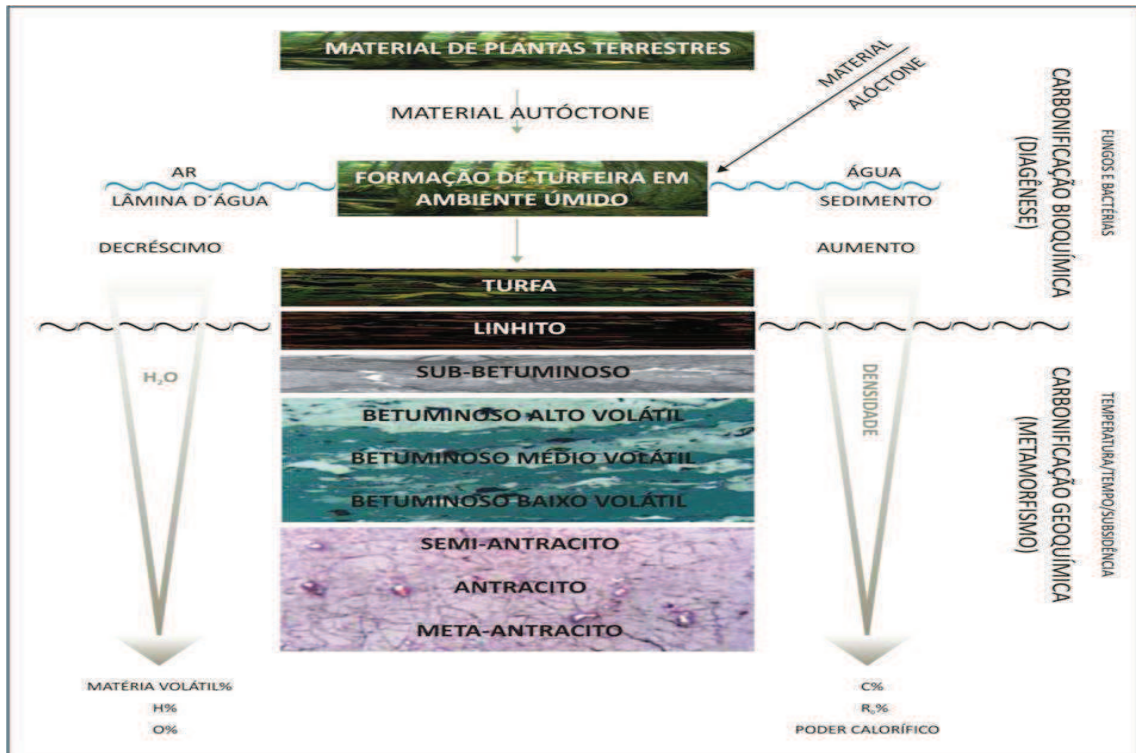 MATERIAL DE PLANTAS TERRESTRES
MATERIAL
ALÓCTONE
MATERIAL AUTÓCTONE
AR
LÂMINA D´ÁGUA
FORMAÇÃO DE TURFEIRA EM
AMBIENTE ÚMIDO
ÁGUA
SEDIMENTO
CARBONIFICAÇÃO BIOQUÍMICA
(DIAGÊNESE)
FUNGOS E BACTÉRIAS
DECRÉSCIMO
AUMENTO
TURFA
LINHITO
SUB-BETUMINOSO
BETUMINOSO ALTO VOLÁTIL
BETUMINOSO MÉDIO VOLÁTIL
BETUMINOSO BAIXO VOLÁTIL
SEMI-ANTRACITO
ANTRACITO
META-ANTRACITO
H₂O
DENSIDADE
CARBONIFICAÇÃO GEOQUÍMICA
(METAMORFISMO)
TEMPERATURA/TEMPO/SUBSIDÊNCIA
MATÉRIA VOLÁTIL%
H%
O%
C%
R₀%
PODER CALORÍFICO